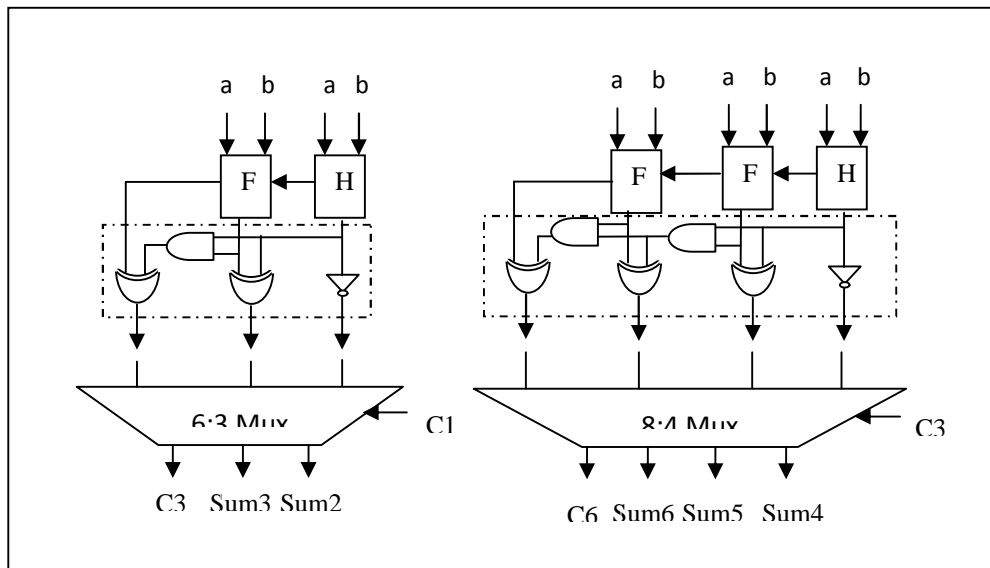 a b a b
a b a b a b
F H
F F H
6:3 Mux
C1
8:4 Mux
C3
C3 Sum3 Sum2
C6 Sum6 Sum5 Sum4